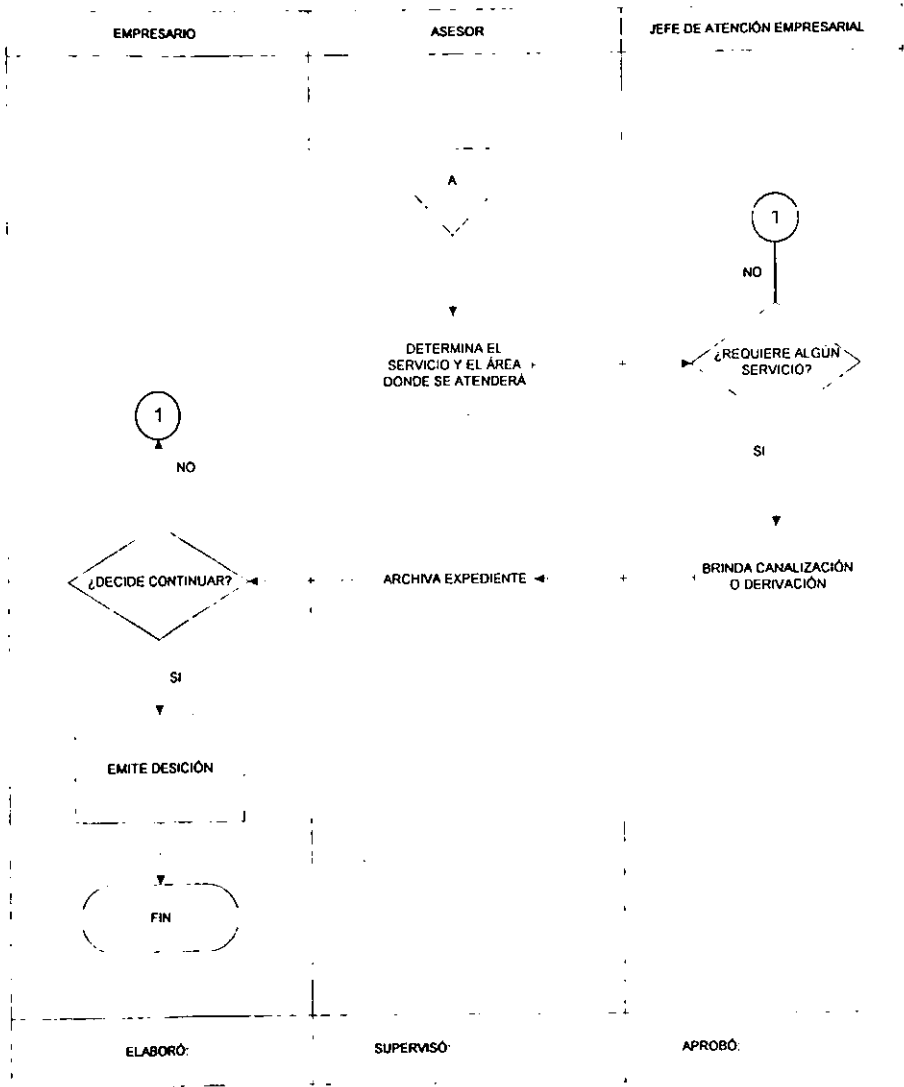 EMPRESARIO
ASESOR
JEFE DE ATENCIÓN EMPRESARIAL
A
1
NO
DETERMINA EL
SERVICIO Y EL ÁREA
DONDE SE ATENDERÁ
¿REQUIERE ALGÚN
SERVICIO?
1
NO
SI
¿DECIDE CONTINUAR?
ARCHIVA EXPEDIENTE
BRINDA CANALIZACIÓN
O DERIVACIÓN
SI
EMITE DESICIÓN
FIN
ELABORÓ:
SUPERVISÓ:
APROBÓ: